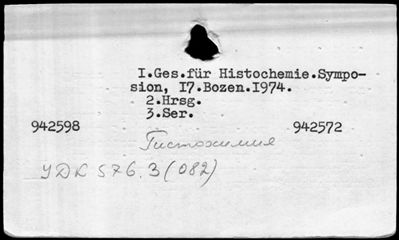 I.Ges.für Histochemie.Sympo-
sion, I7.Bozen.I974.
2.Hrsg.
3.Ser.
942598 942572
Гистохимия
УДК 576.3(082)